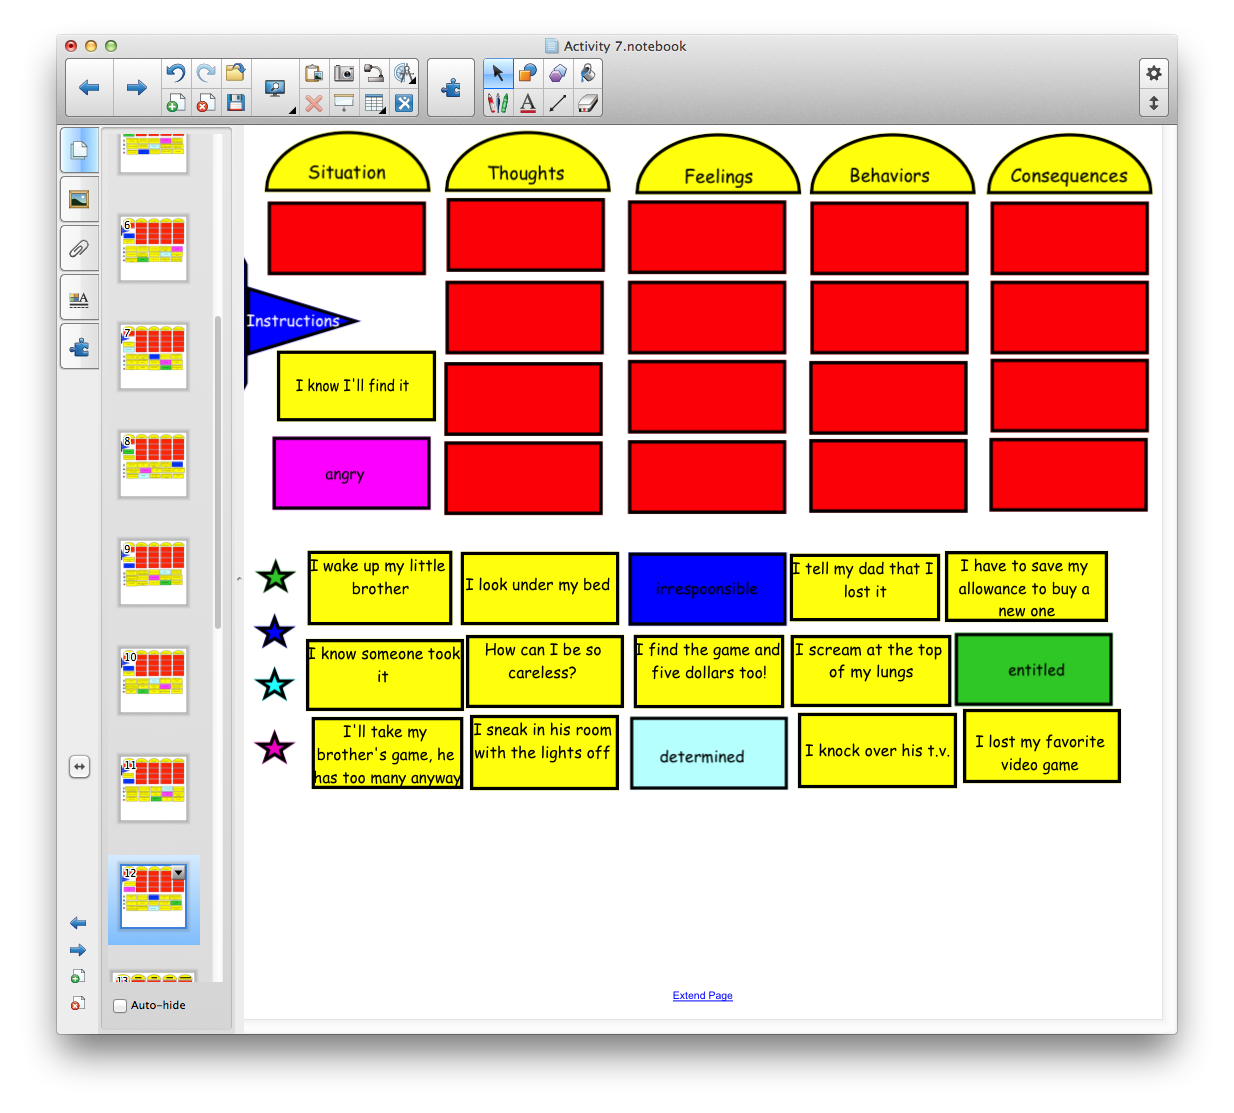 Activity 7.notebook
Situation
Thoughts
Feelings
Behaviors
Consequences
6
7
8
9
10
11
12
13
Auto-hide
Instructions
I know I'll find it
angry
I wake up my little
brother
I look under my bed
irrespoonsible
I tell my dad that I
lost it
I have to save my
allowance to buy a
new one
I know someone took
it
How can I be so
careless?
I find the game and
five dollars too!
I scream at the top
of my lungs
entitled
I'll take my
brother's game, he
has too many anyway
I sneak in his room
with the lights off
determined
I knock over his t.v.
I lost my favorite
video game
Extend Page